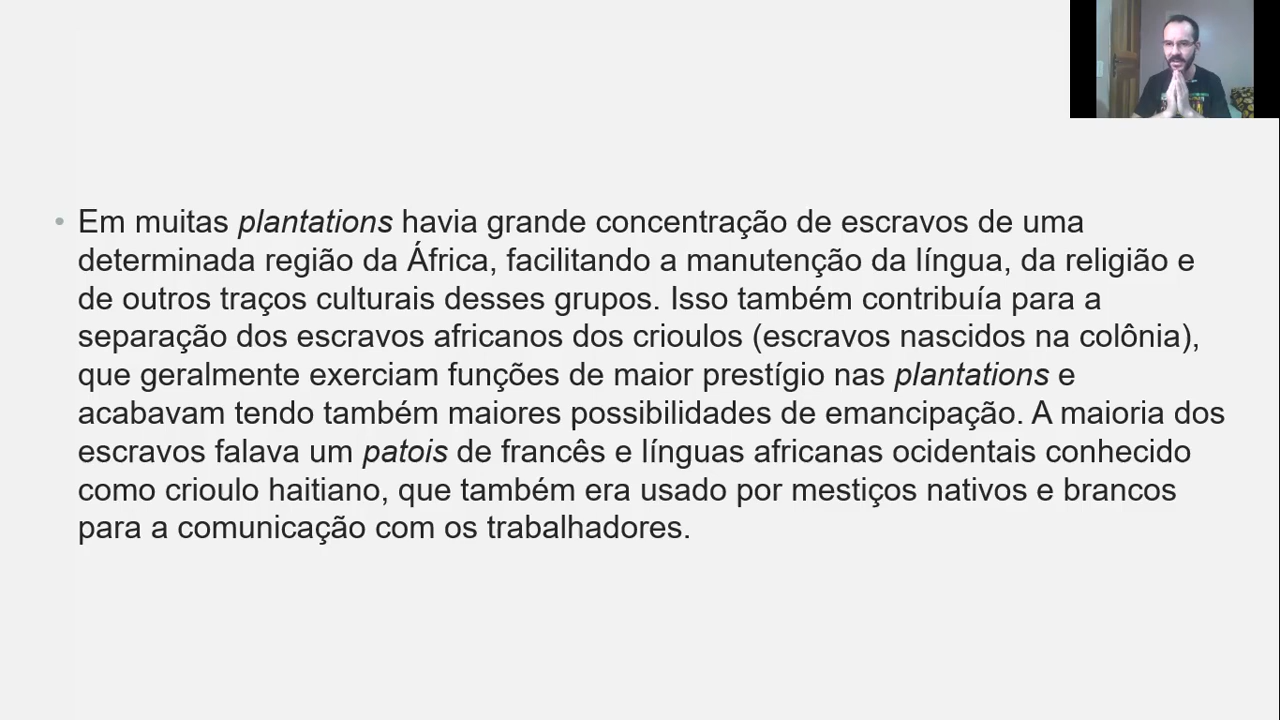 • Em muitas plantations havia grande concentração de escravos de uma
determinada região da África, facilitando a manutenção da língua, da religião e
de outros traços culturais desses grupos. Isso também contribuía para a
separação dos escravos africanos dos crioulos (escravos nascidos na colônia),
que geralmente exerciam funções de maior prestígio nas plantations e
acabavam tendo também maiores possibilidades de emancipação. A maioria dos
escravos falava um patois de francês e línguas africanas ocidentais conhecido
como crioulo haitiano, que também era usado por mestiços nativos e brancos
para a comunicação com os trabalhadores.